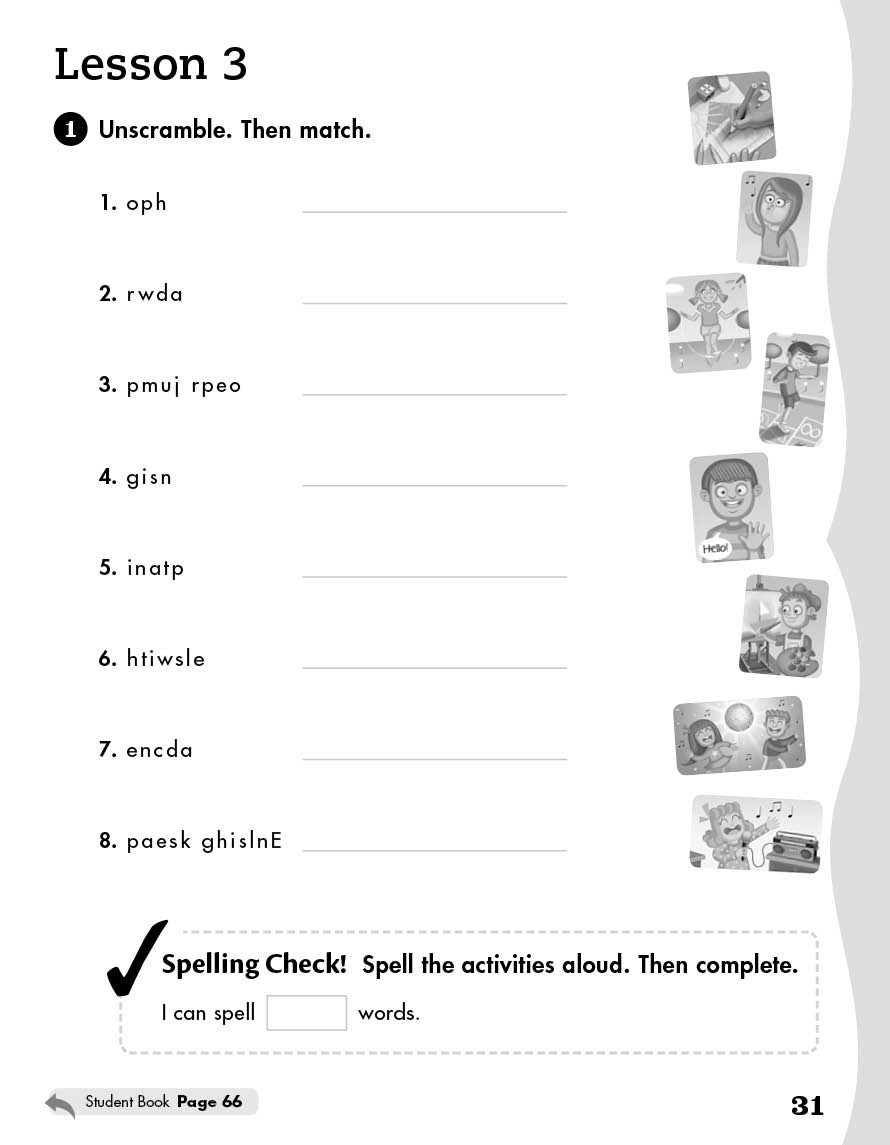 Lesson 3
1 Unscramble. Then match.
1. oph
2. rwda
3. pmuj rpeo
4. gisn
5. inatp
6. htiwsle
7. encda
8. paesk ghislnE
Hello!
✓ Spelling Check! Spell the activities aloud. Then complete.
I can spell words.
Student Book Page 66
31